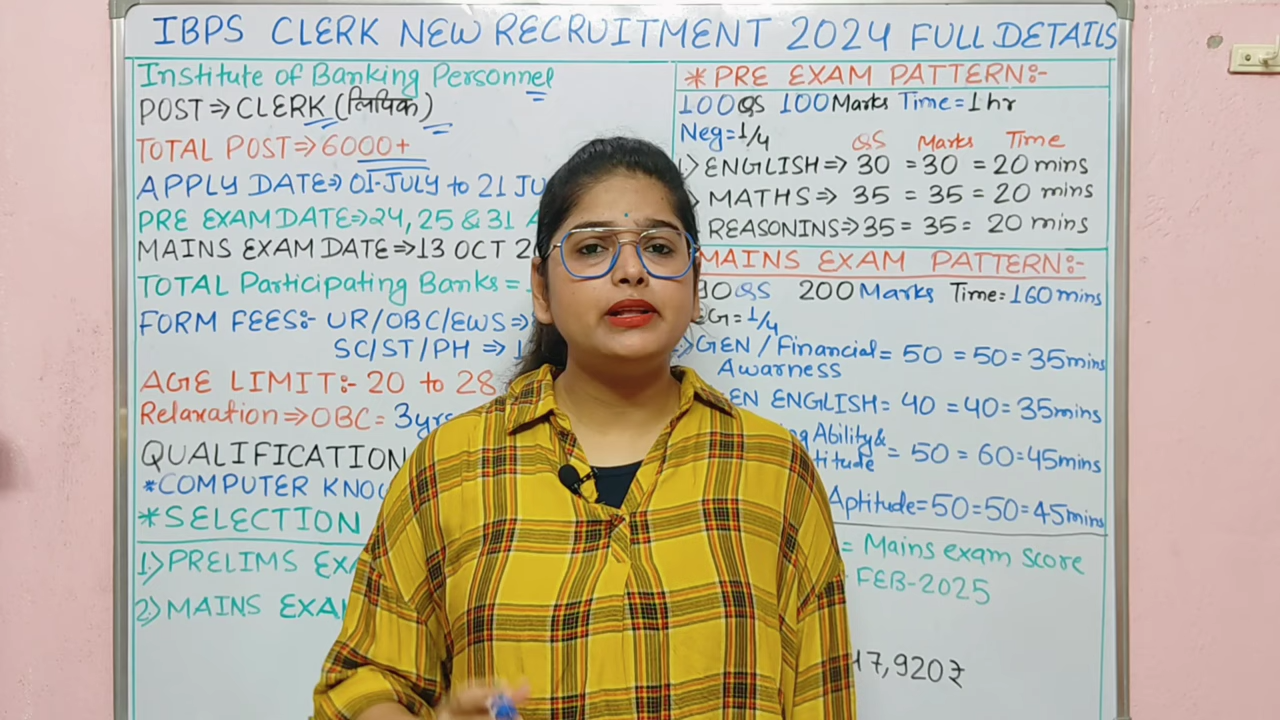 IBPS CLERK NEW RECRUITMENT 2024 FULL DETAILS
Institute of Banking Personnel
POST ⇒ CLERK (लिपिक)
TOTAL POST ⇒ 6000+
APPLY DATE ⇒ 01-JULY to 21
PRE EXAM DATE ⇒ 24, 25 & 31
MAINS EXAM DATE ⇒ 13 OCT
TOTAL Participating Banks =
FORM FEES:- UR/OBC/EWS ⇒
SC/ST/PH ⇒
AGE LIMIT:- 20 to 28
Relaxation ⇒ OBC = 3yrs
QUALIFICATION
*COMPUTER
*SELECTION
1.) PRELIMS
2.) MAINS
* PRE EXAM PATTERN:-
100 QS 100 Marks Time = 1 hr
Neg = 1/4
QS Marks Time
1.) ENGLISH ⇒ 30 = 30 = 20 mins
MATHS ⇒ 35 = 35 = 20 mins
REASONINS ⇒ 35 = 35 = 20 mins
MAINS EXAM PATTERN:-
QS 200 Marks Time: 160 mins
= 1/4
GEN / Financial = 50 = 50 = 35 mins
Awarness
ENGLISH = 40 = 40 = 35 mins
Ability &
= 50 = 60 = 45 mins
Aptitude = 50 = 50 = 45 mins
= Mains exam score
FEB-2025
17,920₹